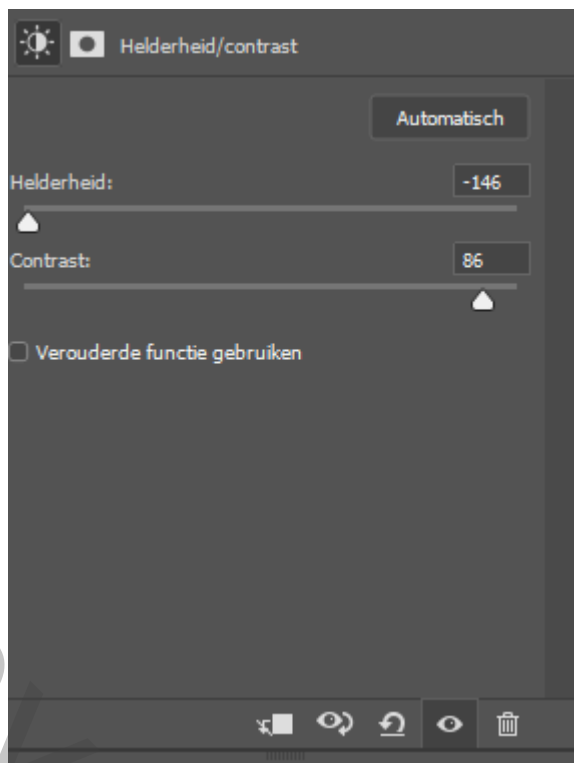 Helderheid/contrast
Automatisch
Helderheid: -146
Contrast: 86
Verouderde functie gebruiken